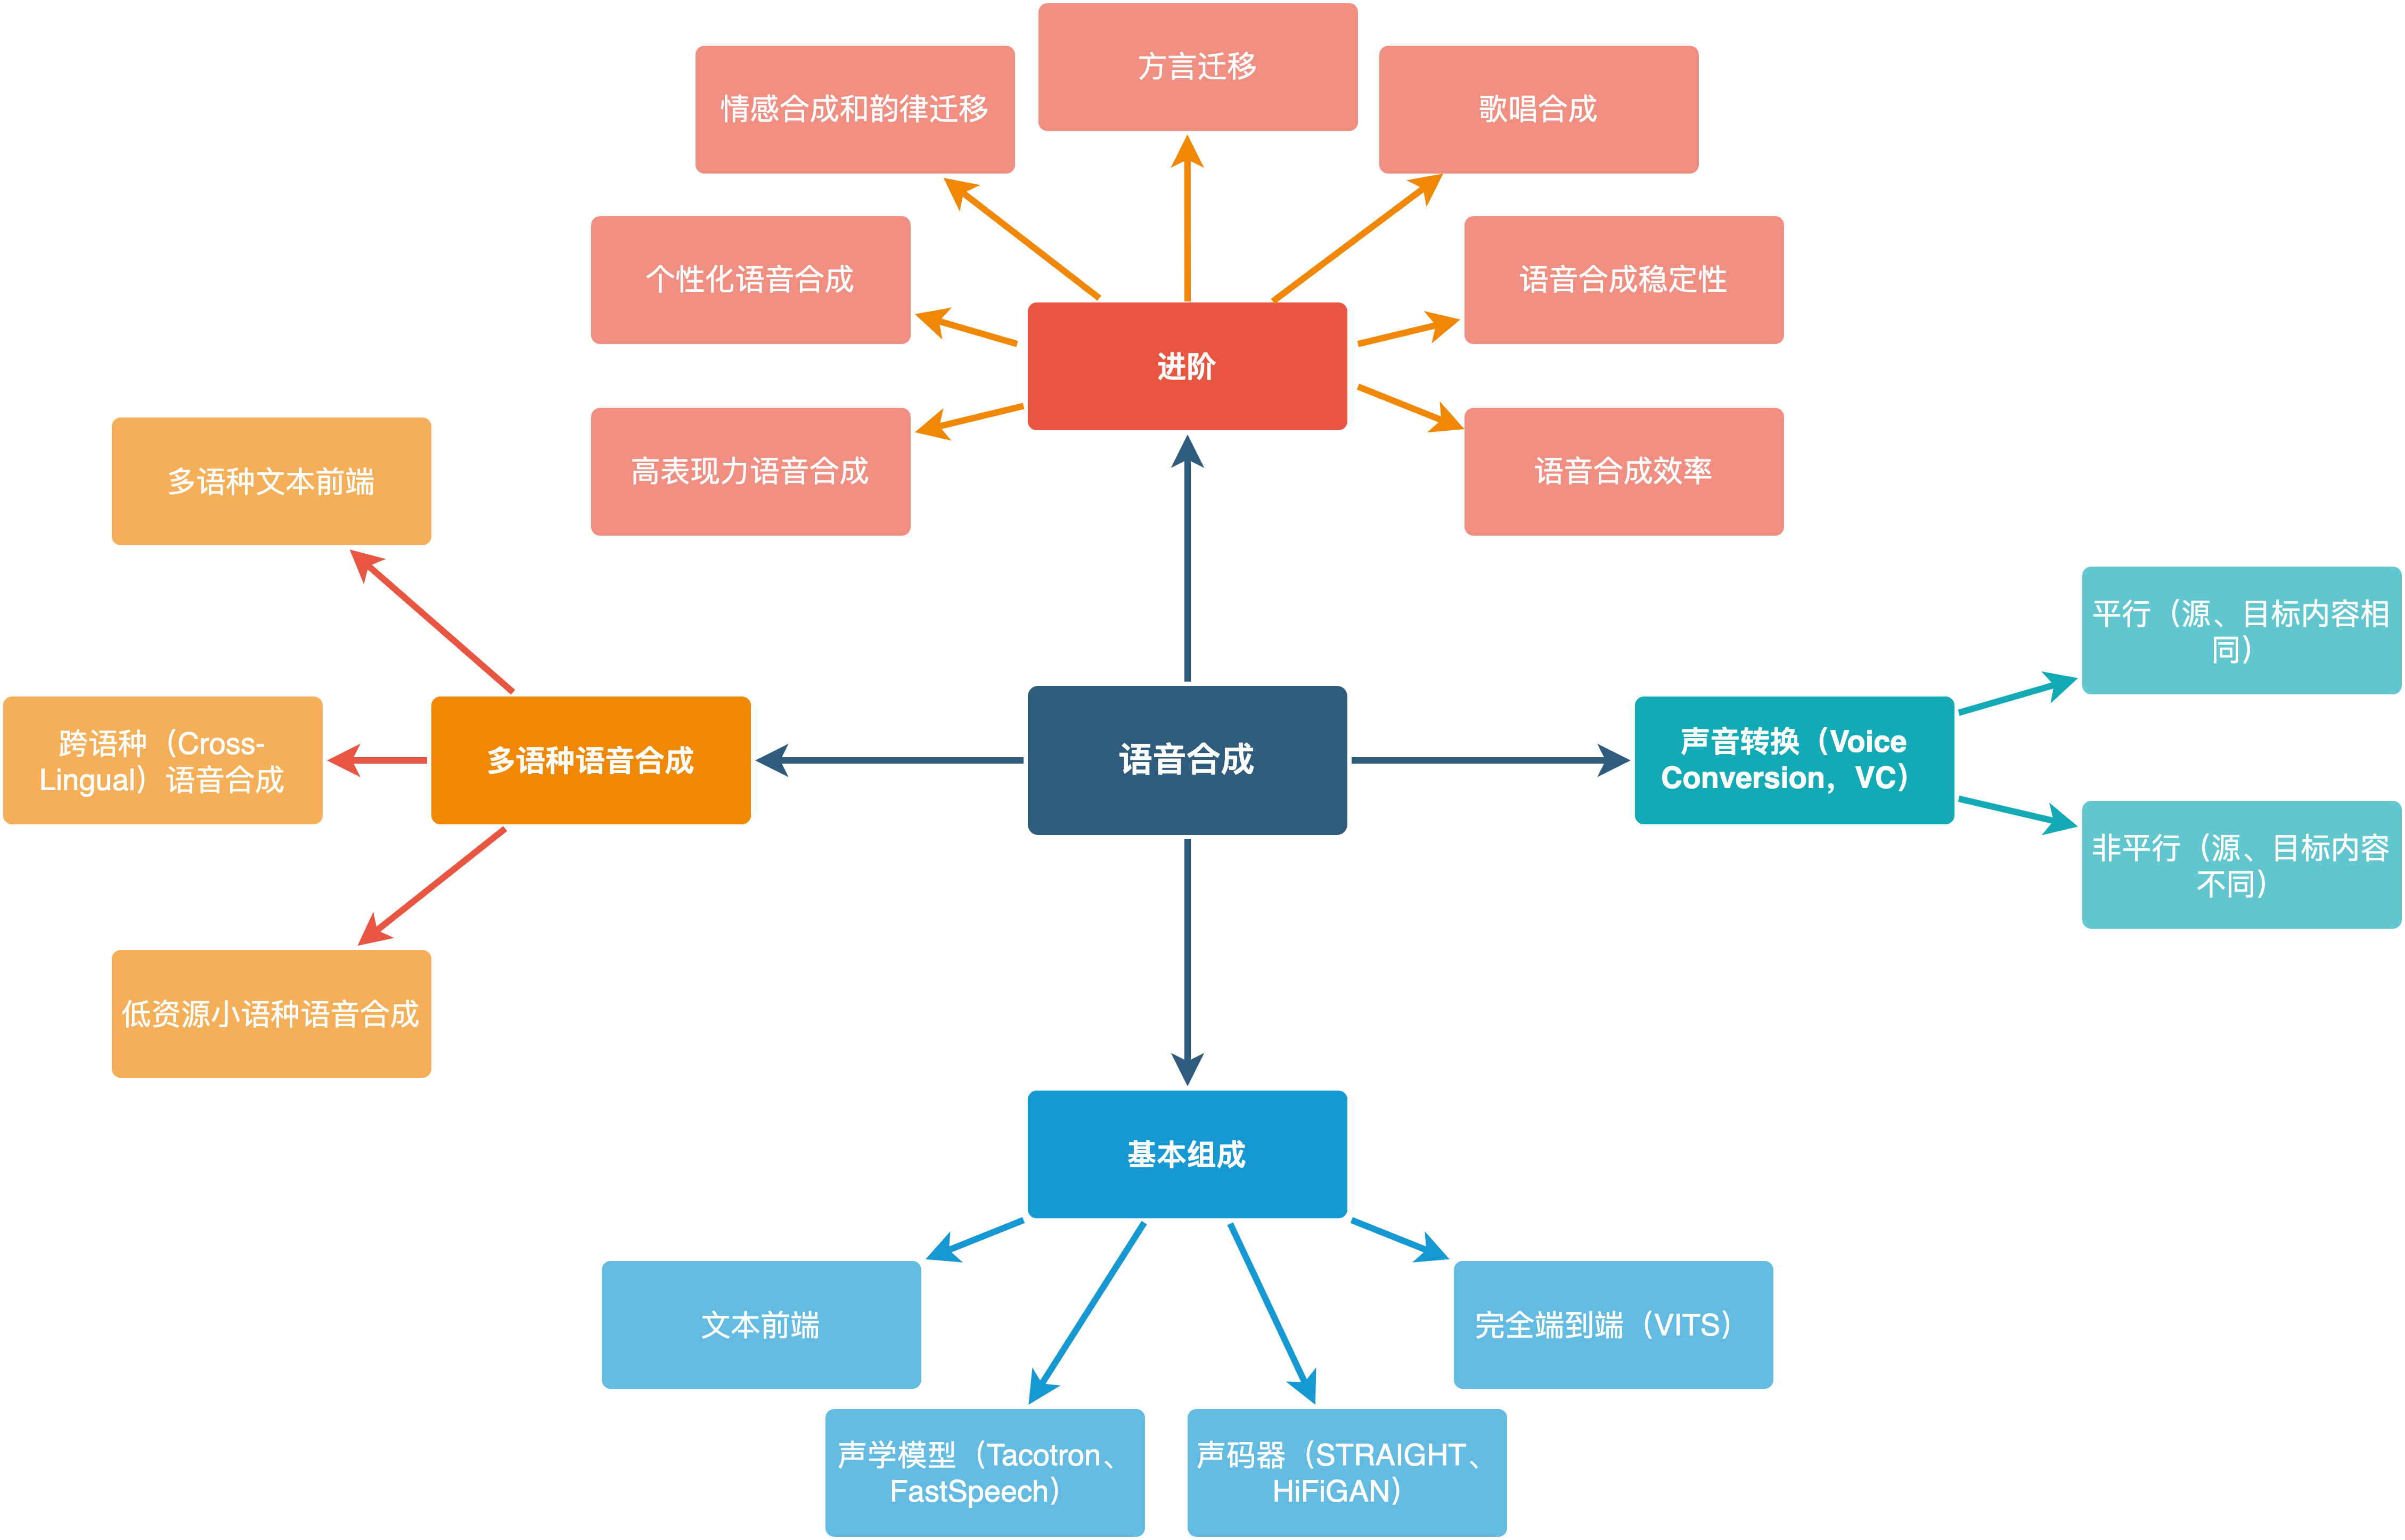 方言迁移
情感合成和韵律迁移
歌唱合成
个性化语音合成
语音合成稳定性
进阶
高表现力语音合成
语音合成效率
多语种文本前端
平行（源、目标内容相
同）
跨语种（Cross-
Lingual）语音合成
多语种语音合成
语音合成
声音转换（Voice
Conversion，VC）
非平行（源、目标内容
不同）
低资源小语种语音合成
基本组成
文本前端
完全端到端（VITS）
声学模型（Tacotron、
FastSpeech）
声码器（STRAIGHT、
HiFiGAN）